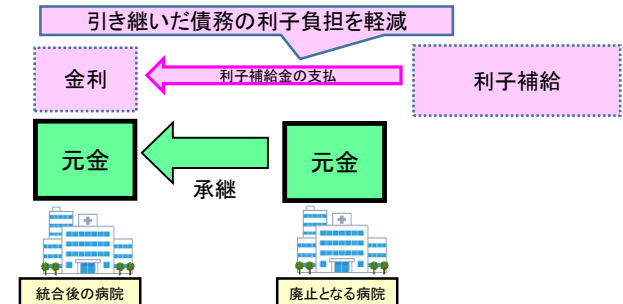 引き継いだ債務の利子負担を軽減
金利
利子補給金の支払
利子補給
元金
元金
承継
統合後の病院
廃止となる病院